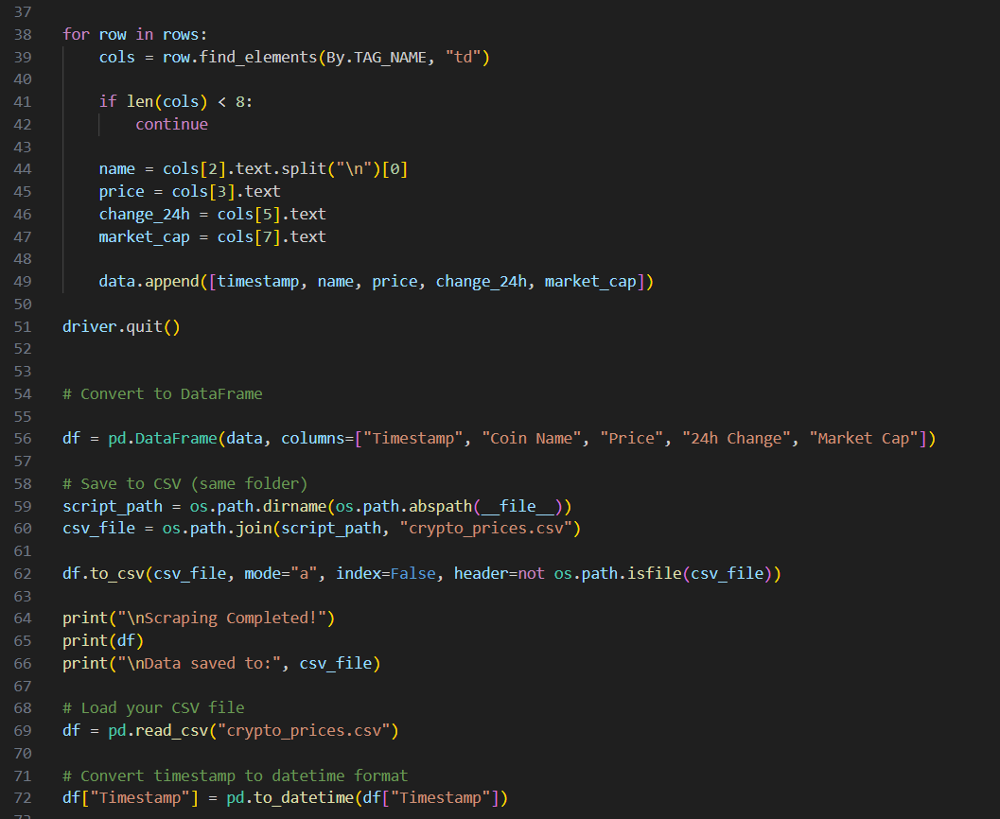 37
38 for row in rows:
39     cols = row.find_elements(By.TAG_NAME, "td")
40
41     if len(cols) < 8:
42         continue
43
44     name = cols[2].text.split("\n")[0]
45     price = cols[3].text
46     change_24h = cols[5].text
47     market_cap = cols[7].text
48
49     data.append([timestamp, name, price, change_24h, market_cap])
50
51 driver.quit()
52
53
54 # Convert to DataFrame
55
56 df = pd.DataFrame(data, columns=["Timestamp", "Coin Name", "Price", "24h Change", "Market Cap"])
57
58 # Save to CSV (same folder)
59 script_path = os.path.dirname(os.path.abspath(__file__))
60 csv_file = os.path.join(script_path, "crypto_prices.csv")
61
62 df.to_csv(csv_file, mode="a", index=False, header=not os.path.isfile(csv_file))
63
64 print("\nScraping Completed!")
65 print(df)
66 print("\nData saved to:", csv_file)
67
68 # Load your CSV file
69 df = pd.read_csv("crypto_prices.csv")
70
71 # Convert timestamp to datetime format
72 df["Timestamp"] = pd.to_datetime(df["Timestamp"])